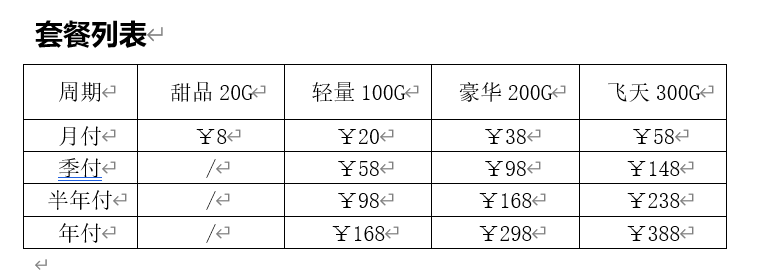 套餐列表
周期 甜品 20G 轻量 100G 豪华 200G 飞天 300G
月付 ￥8 ￥20 ￥38 ￥58
季付 / ￥58 ￥98 ￥148
半年付 / ￥98 ￥168 ￥238
年付 / ￥168 ￥298 ￥388